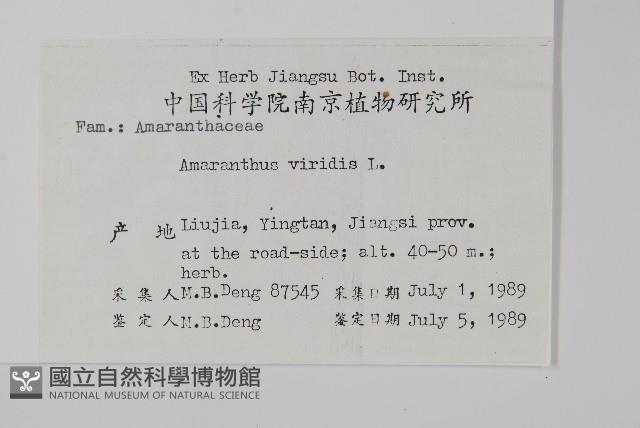 Ex Herb Jiangsu Bot. Inst.
中国科学院南京植物研究所
Fam.: Amaranthaceae
Amaranthus viridis L.
产 地 Liujia, Yingtan, Jiangsi prov.
at the road-side; alt. 40-50 m.;
herb.
采 集 人 M.B.Deng 87545 采集日期 July 1, 1989
鉴 定 人 M.B.Deng 鉴定日期 July 5, 1989
國立自然科學博物館
NATIONAL MUSEUM OF NATURAL SCIENCE